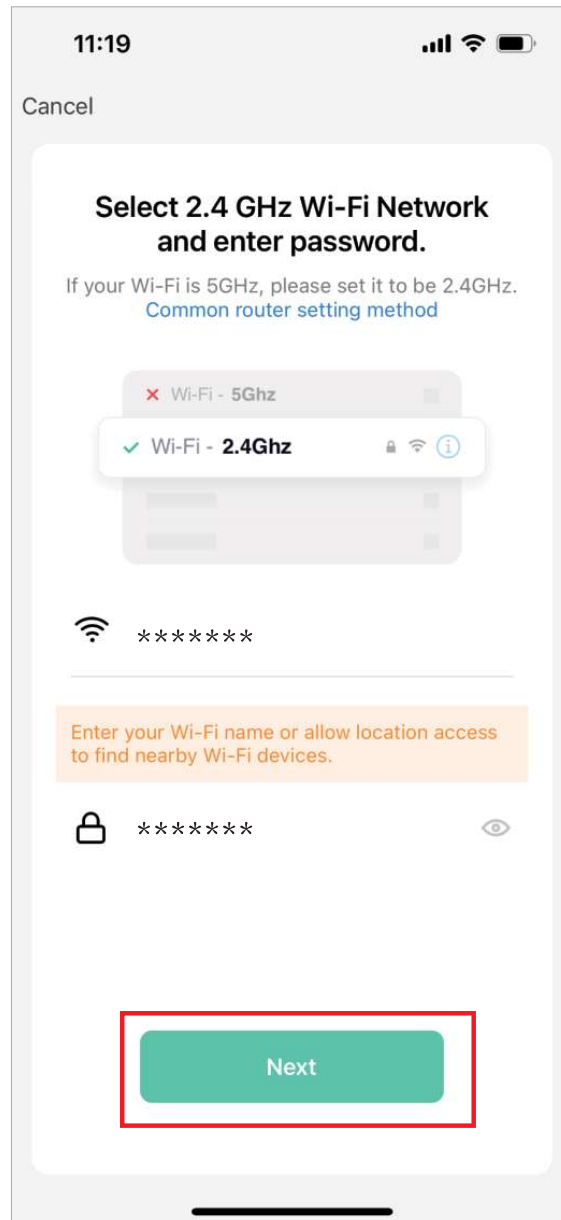 11:19
Cancel
Select 2.4 GHz Wi-Fi Network
and enter password.
If your Wi-Fi is 5GHz, please set it to be 2.4GHz.
Common router setting method
Wi-Fi - 5Ghz
Wi-Fi - 2.4Ghz
*******
Enter your Wi-Fi name or allow location access
to find nearby Wi-Fi devices.
*******
Next